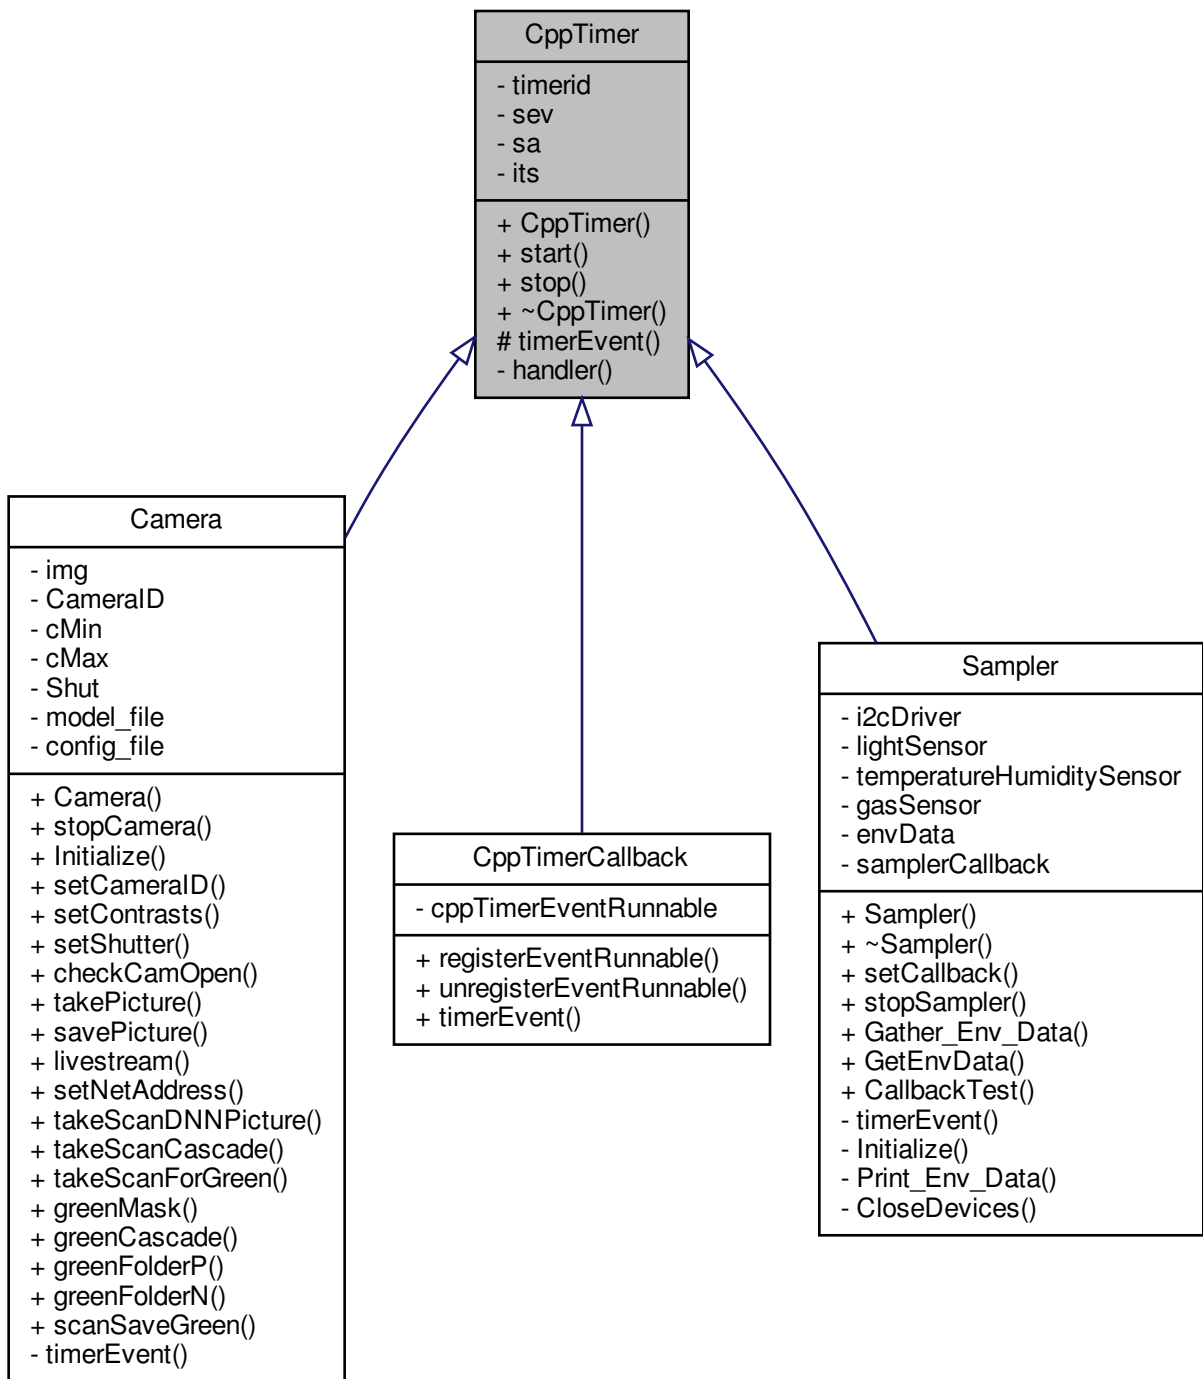 CppTimer
- timerid
- sev
- sa
- its
+ CppTimer()
+ start()
+ stop()
+ ~CppTimer()
# timerEvent()
- handler()
Camera
- img
- CameraID
- cMin
- cMax
- Shut
- model_file
- config_file
+ Camera()
+ stopCamera()
+ Initialize()
+ setCameraID()
+ setContrasts()
+ setShutter()
+ checkCamOpen()
+ takePicture()
+ savePicture()
+ livestream()
+ setNetAddress()
+ takeScanDNNPicture()
+ takeScanCascade()
+ takeScanForGreen()
+ greenMask()
+ greenCascade()
+ greenFolderP()
+ greenFolderN()
+ scanSaveGreen()
- timerEvent()
CppTimerCallback
- cppTimerEventRunnable
+ registerEventRunnable()
+ unregisterEventRunnable()
+ timerEvent()
Sampler
- i2cDriver
- lightSensor
- temperatureHumiditySensor
- gasSensor
- envData
- samplerCallback
+ Sampler()
+ ~Sampler()
+ setCallback()
+ stopSampler()
+ Gather_Env_Data()
+ GetEnvData()
+ CallbackTest()
- timerEvent()
- Initialize()
- Print_Env_Data()
- CloseDevices()